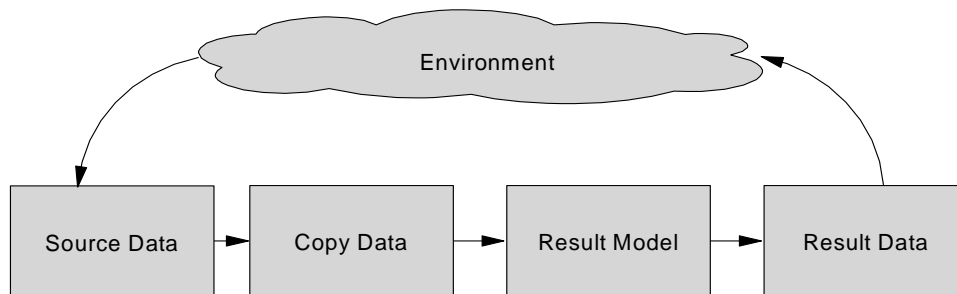 Environment
Source Data
Copy Data
Result Model
Result Data